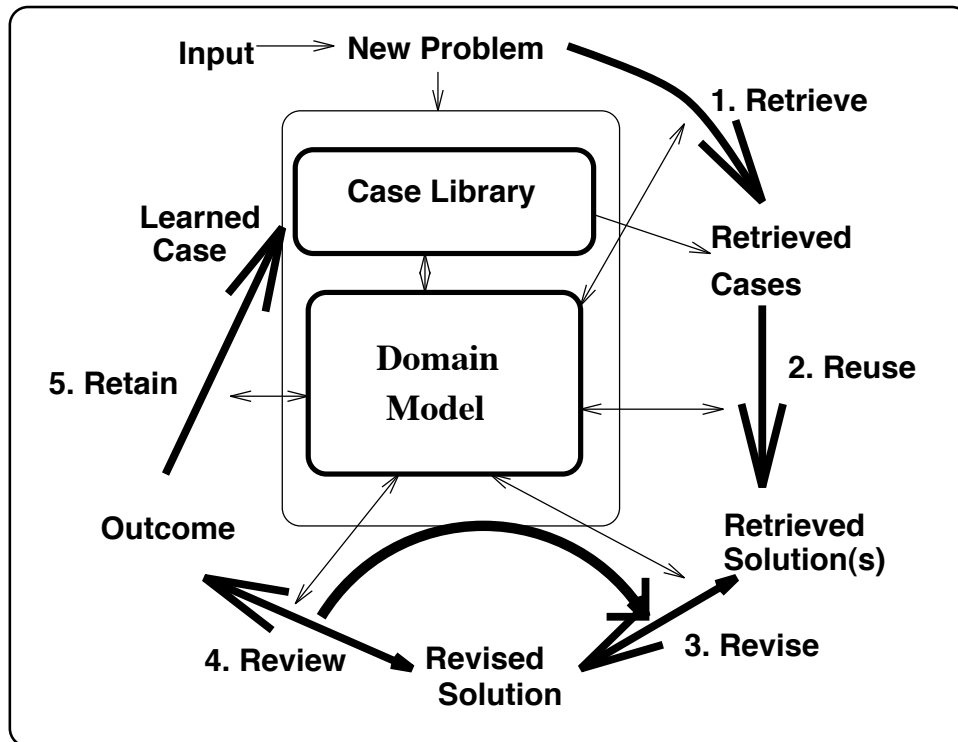 Input
New Problem
1. Retrieve
Case Library
Learned
Case
Retrieved
Cases
Domain
Model
2. Reuse
5. Retain
Outcome
Retrieved
Solution(s)
4. Review
Revised
Solution
3. Revise